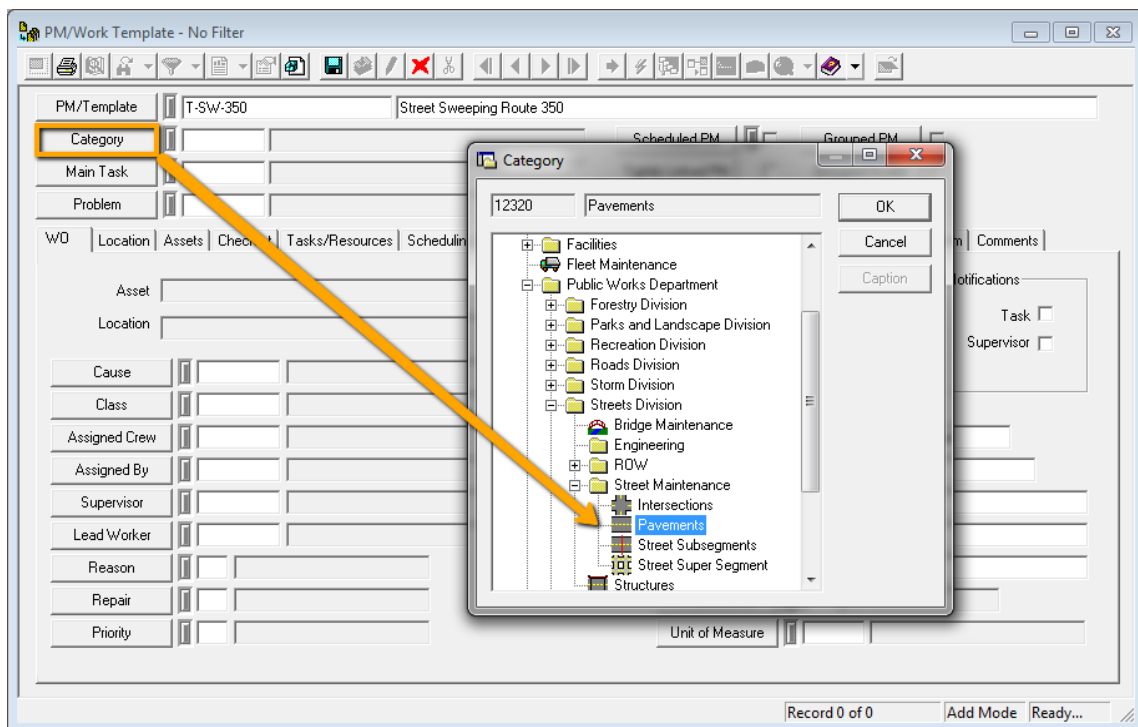 PM/Work Template - No Filter
PM/Template T-SW-350 Street Sweeping Route 350
Category Scheduled PM Grouped PM
Main Task
Problem
WO Location Assets Checklist Tasks/Resources Comments
Asset
Location
Task
Supervisor
Cause
Class
Assigned Crew
Assigned By
Supervisor
Lead Worker
Reason
Repair
Priority Unit of Measure
Record 0 of 0 Add Mode Ready...
Category
12320 Pavements OK
Cancel
Caption
Facilities
Fleet Maintenance
Public Works Department
Forestry Division
Parks and Landscape Division
Recreation Division
Roads Division
Storm Division
Streets Division
Bridge Maintenance
Engineering
ROW
Street Maintenance
Intersections
Pavements
Street Subsegments
Street Super Segment
Structures